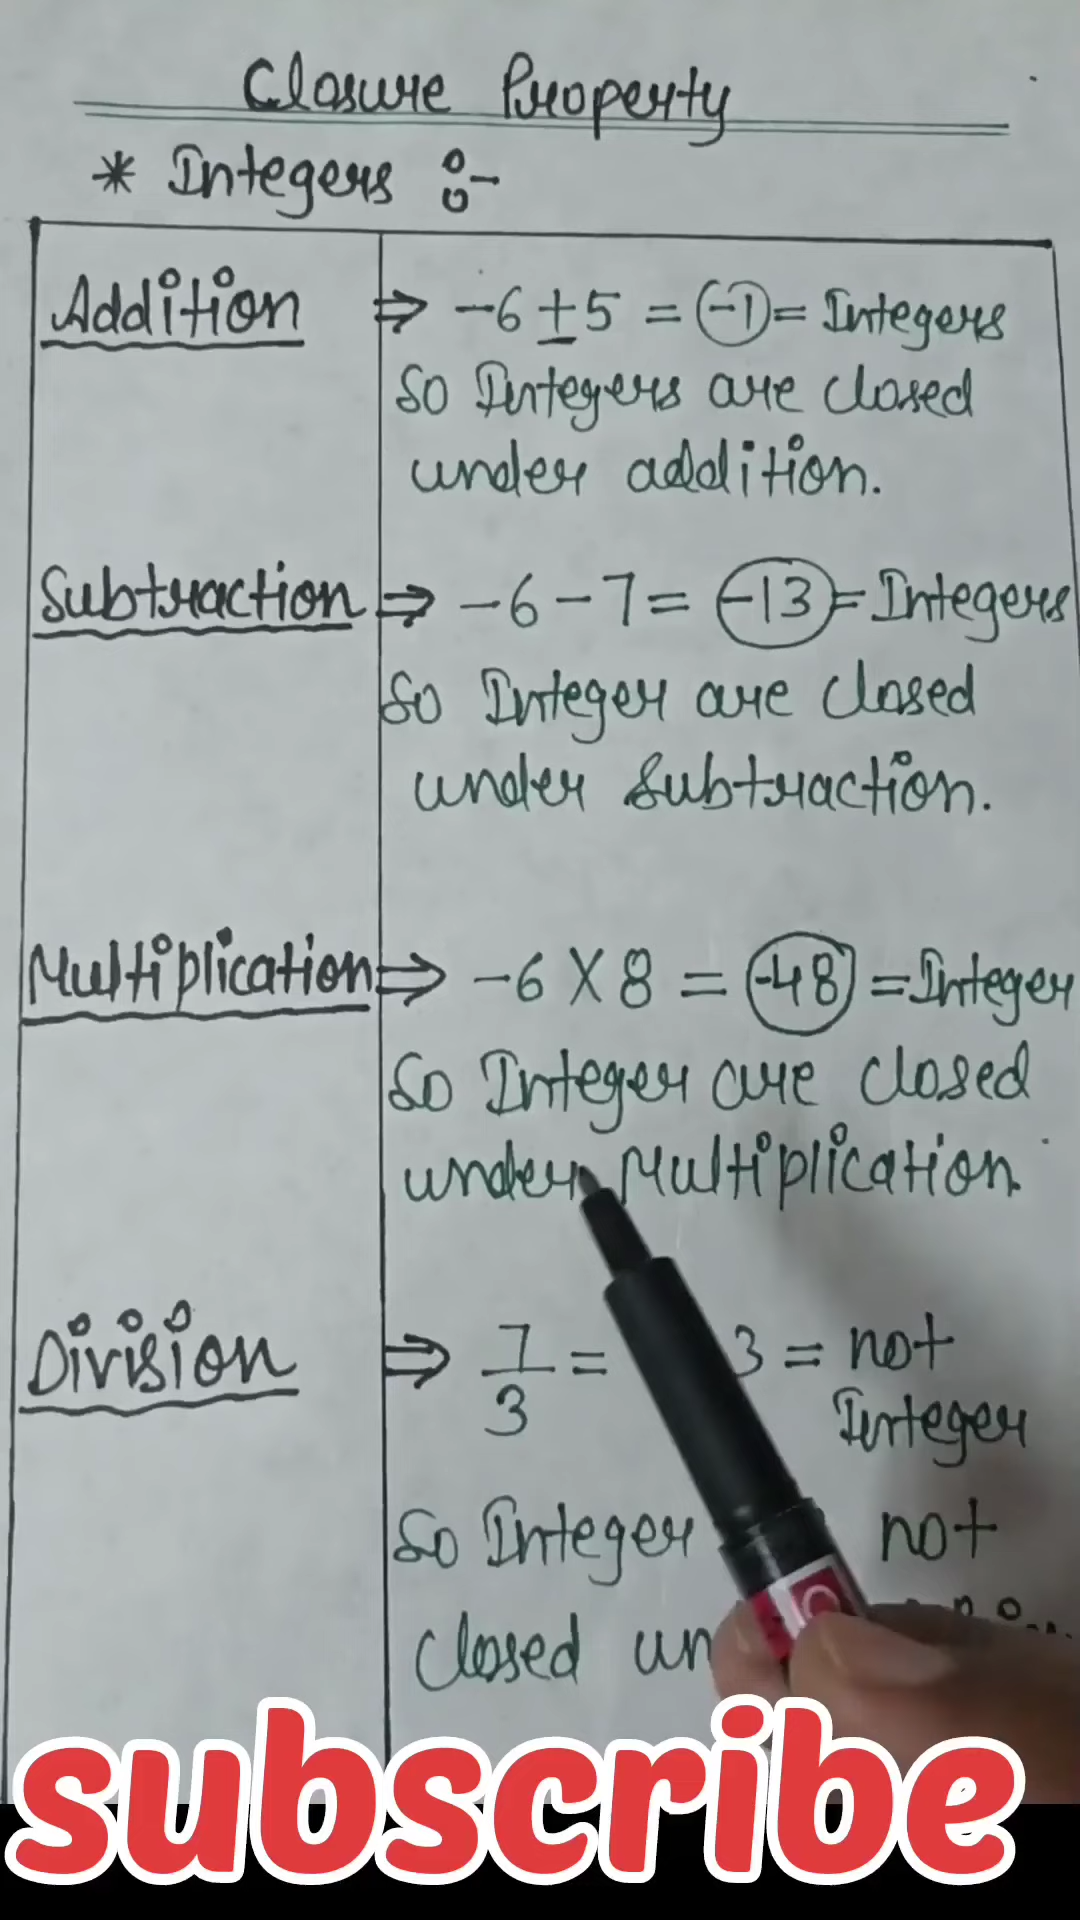 Closure Property
* Integers :-
Addition ⇒ -6 ± 5 = -1 = Integers
So Integers are closed
under addition.
Subtraction ⇒ -6 - 7 = -13 = Integers
So Integer are closed
under Subtraction.
Multiplication ⇒ -6 X 8 = -48 = Integer
So Integer are closed
under Multiplication.
Division ⇒ 7/3 = 3 = not
Integer
So Integer not
closed
subscribe